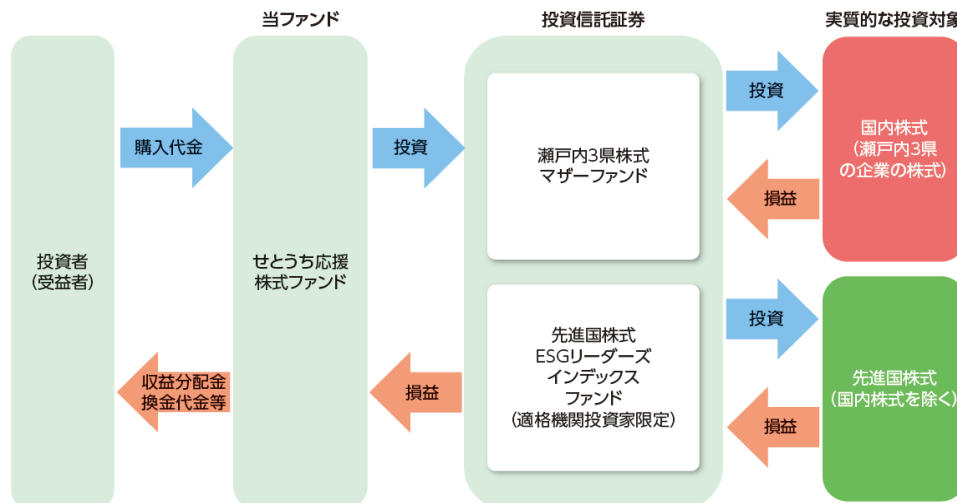 当ファンド
投資信託証券
実質的な投資対象
投資者
(受益者)
購入代金
収益分配金
換金代金等
せとうち応援
株式ファンド
投資
損益
瀬戸内3県株式
マザーファンド
先進国株式
ESGリーダーズ
インデックス
ファンド
(適格機関投資家限定)
投資
損益
国内株式
(瀬戸内3県
の企業の株式)
投資
損益
先進国株式
(国内株式を除く)